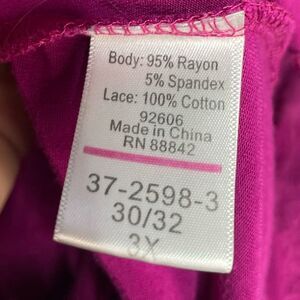 Body: 95% Rayon
5% Spandex
Lace: 100% Cotton
92606
Made in China
RN 88842
37-2598-3
30/32
3X